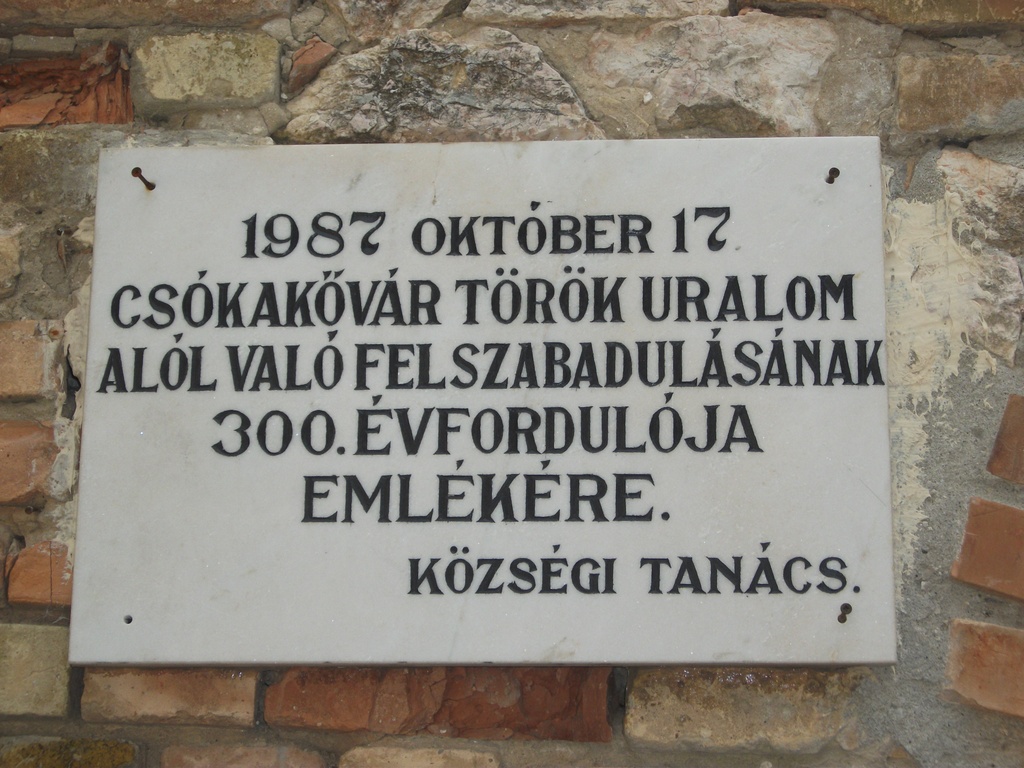 1987 OKTÓBER 17
CSÓKAKŐVÁR TÖRÖK URALOM
ALÓL VALÓ FELSZABADULÁSÁNAK
300. ÉVFORDULÓJA
EMLÉKÉRE.
KÖZSÉGI TANÁCS.